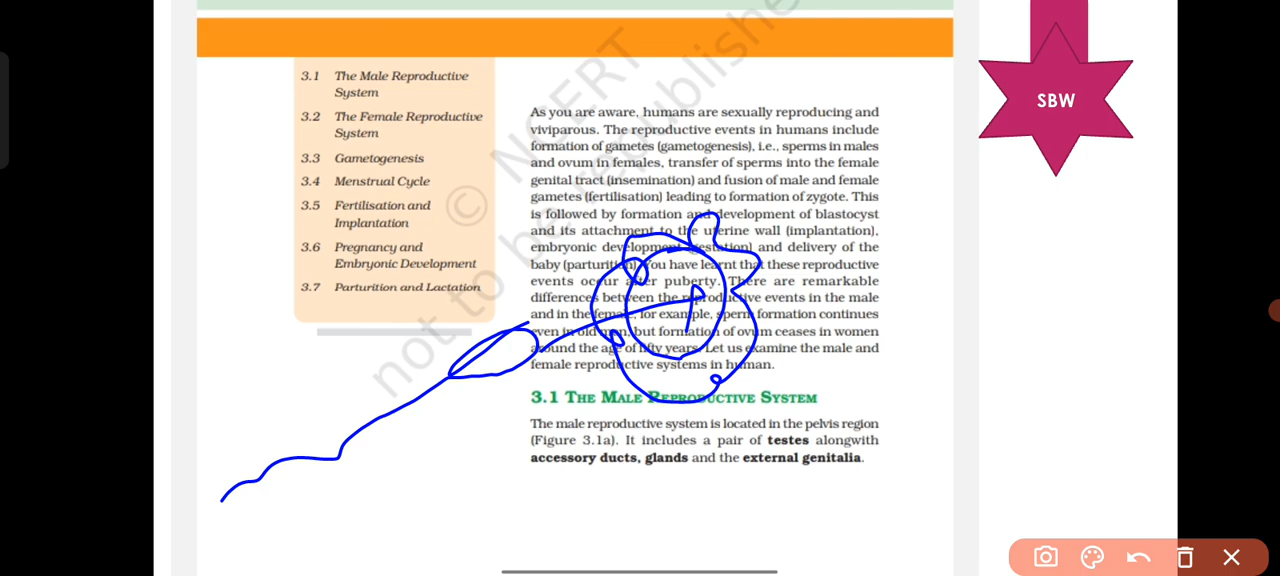 3.1 The Male Reproductive
System
3.2 The Female Reproductive
System
3.3 Gametogenesis
3.4 Menstrual Cycle
3.5 Fertilisation and
Implantation
3.6 Pregnancy and
Embryonic Development
3.7 Parturition and Lactation
As you are aware, humans are sexually reproducing and
viviparous. The reproductive events in humans include
formation of gametes (gametogenesis), i.e., sperms in males
and ovum in females, transfer of sperms into the female
genital tract (insemination) and fusion of male and female
gametes (fertilisation) leading to formation of zygote. This
is followed by formation and development of blastocyst
and its attachment to the uterine wall (implantation),
embryonic development (gestation) and delivery of the
baby (parturition). You have learnt that these reproductive
events occur after puberty. There are remarkable
differences between the reproductive events in the male
and in the female, for example, sperm formation continues
even in old men, but formation of ovum ceases in women
around the age of fifty years. Let us examine the male and
female reproductive systems in human.
3.1 THE MALE REPRODUCTIVE SYSTEM
The male reproductive system is located in the pelvis region
(Figure 3.1a). It includes a pair of testes alongwith
accessory ducts, glands and the external genitalia.
© NCERT
not to be republishe
SBW